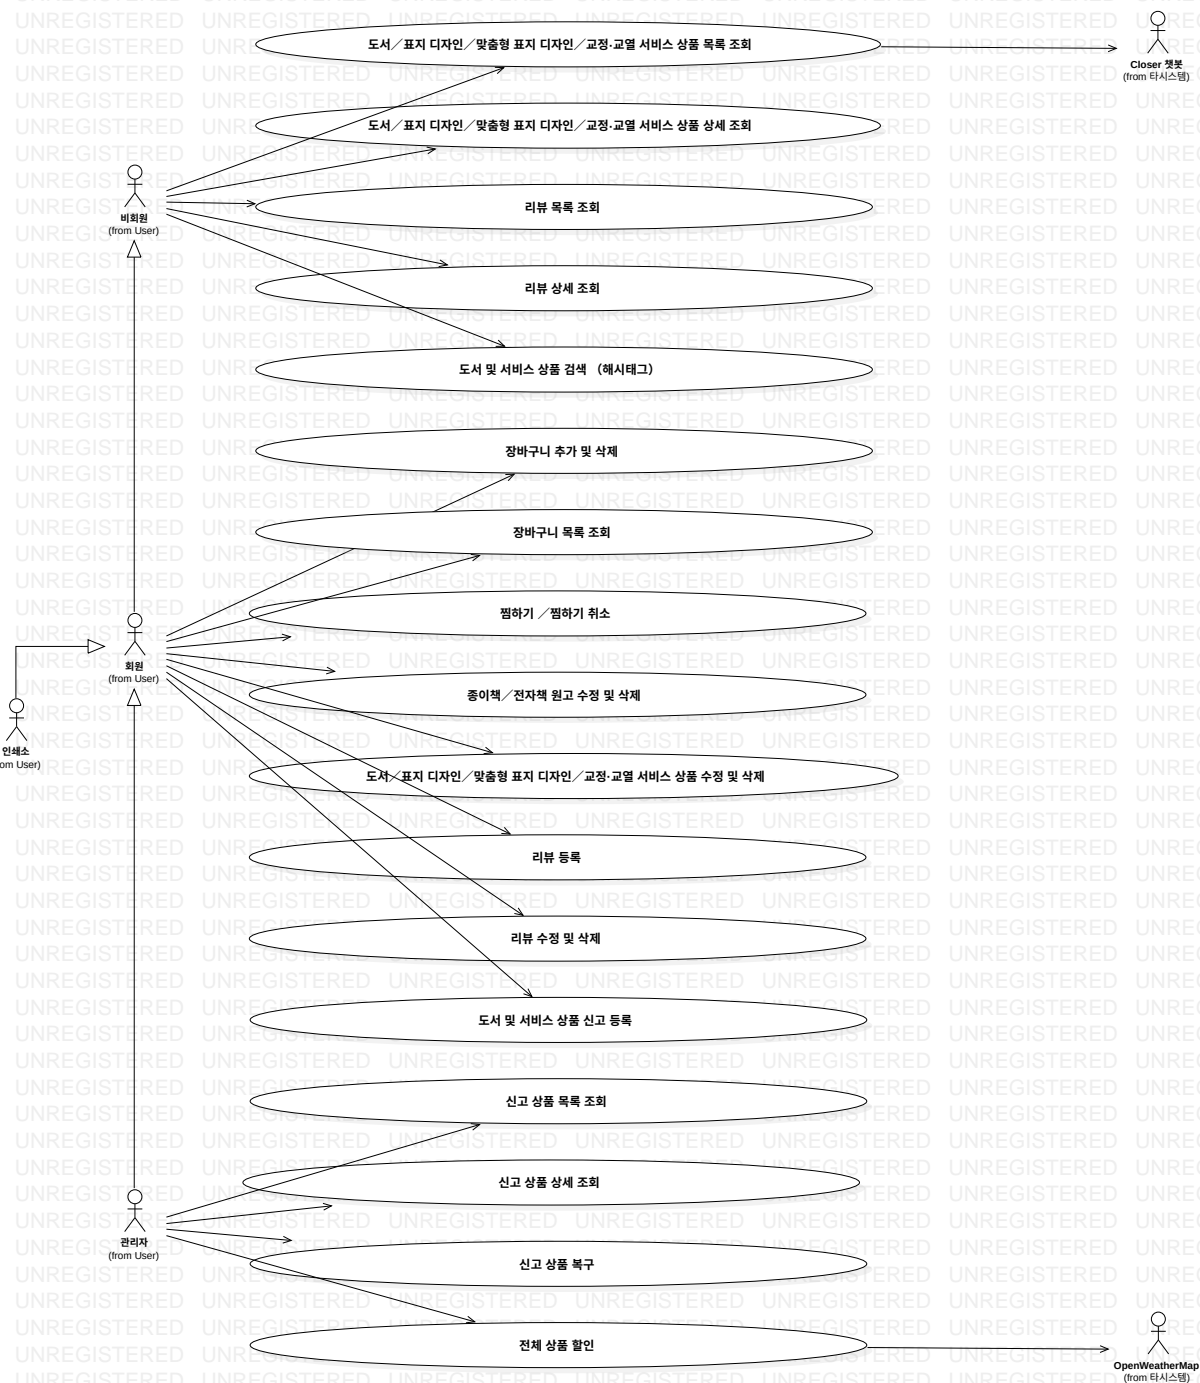 도서／표지 디자인／맞춤형 표지 디자인／교정·교열 서비스 상품 목록 조회
Closer 챗봇
(from 타시스템)
도서／표지 디자인／맞춤형 표지 디자인／교정·교열 서비스 상품 상세 조회
비회원
(from User)
리뷰 목록 조회
리뷰 상세 조회
도서 및 서비스 상품 검색 （해시태그）
장바구니 추가 및 삭제
장바구니 목록 조회
찜하기 ／찜하기 취소
회원
(from User)
종이책／전자책 원고 수정 및 삭제
인쇄소
om User)
도서／표지 디자인／맞춤형 표지 디자인／교정·교열 서비스 상품 수정 및 삭제
리뷰 등록
리뷰 수정 및 삭제
도서 및 서비스 상품 신고 등록
신고 상품 목록 조회
신고 상품 상세 조회
관리자
(from User)
신고 상품 복구
전체 상품 할인
OpenWeatherMap
(from 타시스템)
UNREGISTERED